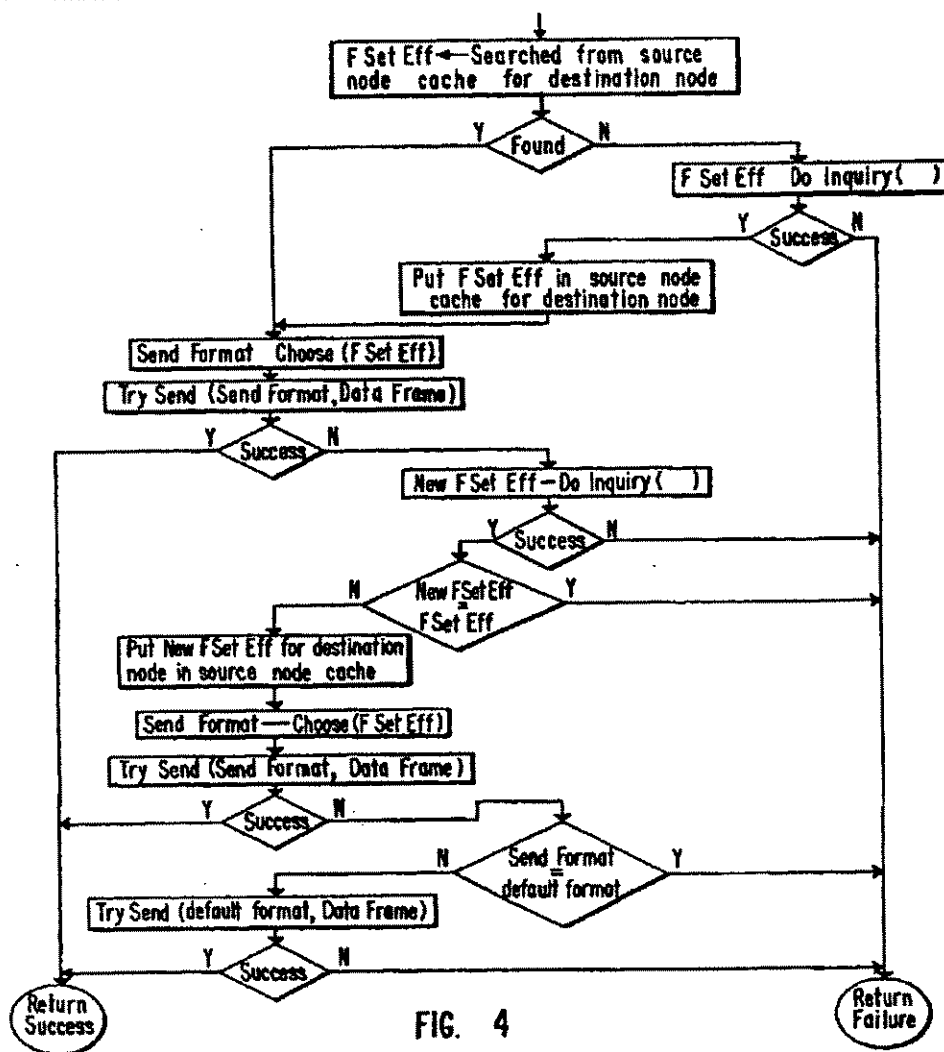 F Set Eff←Searched from source
node cache for destination node
Y
Found
N
F Set Eff Do Inquiry( )
Y
Success
N
Put F Set Eff in source node
cache for destination node
Send Format Choose (F Set Eff)
Try Send (Send Format, Data Frame)
Y
Success
N
New F Set Eff—Do Inquiry( )
Y
Success
N
N
New F Set Eff
=
F Set Eff
Y
Put New F Set Eff for destination
node in source node cache
Send Format—Choose (F Set Eff)
Try Send (Send Format, Data Frame)
Y
Success
N
N
Send Format
=
default format
Y
Try Send (default format, Data Frame)
Y
Success
N
Return
Success
FIG. 4
Return
Failure